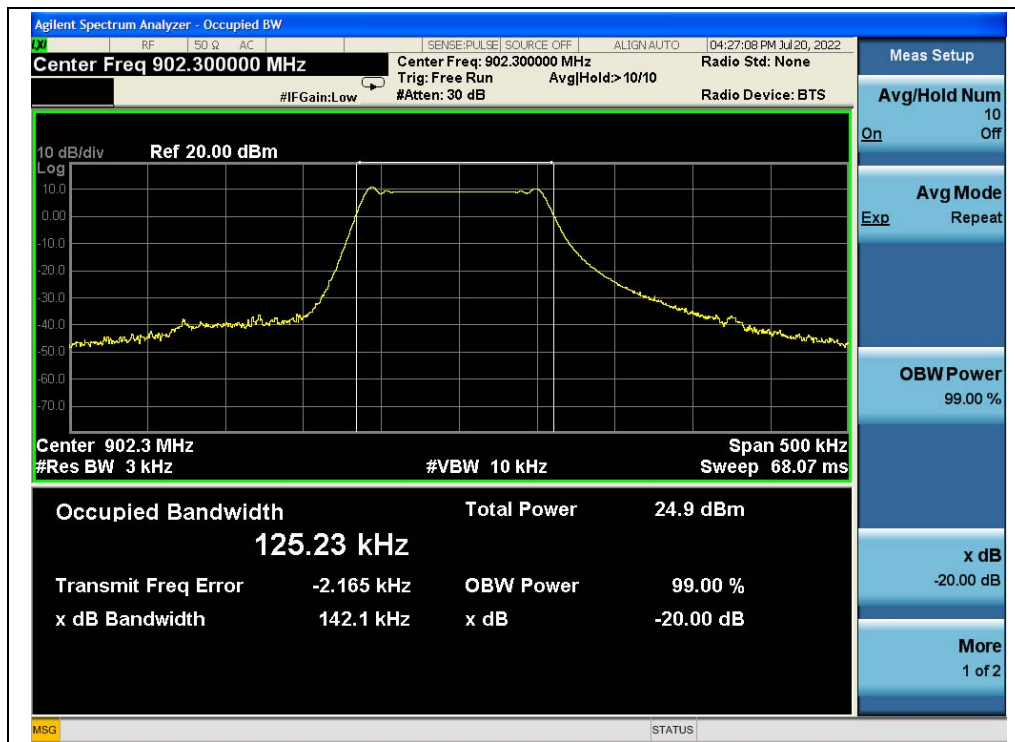 Agilent Spectrum Analyzer - Occupied BW
LXI RF 50 Ω AC SENSE:PULSE SOURCE OFF ALIGN AUTO 04:27:08 PM Jul 20, 2022
Center Freq 902.300000 MHz Center Freq: 902.300000 MHz Radio Std: None
Trig: Free Run Avg|Hold:>10/10
#IFGain:Low #Atten: 30 dB Radio Device: BTS
10 dB/div Ref 20.00 dBm
Log
10.0
0.00
-10.0
-20.0
-30.0
-40.0
-50.0
-60.0
-70.0
Center 902.3 MHz Span 500 kHz
#Res BW 3 kHz #VBW 10 kHz Sweep 68.07 ms
Occupied Bandwidth Total Power 24.9 dBm
125.23 kHz
Transmit Freq Error -2.165 kHz OBW Power 99.00 %
x dB Bandwidth 142.1 kHz x dB -20.00 dB
Meas Setup
Avg/Hold Num
10
On Off
Avg Mode
Exp Repeat
OBW Power
99.00 %
x dB
-20.00 dB
More
1 of 2
MSG STATUS